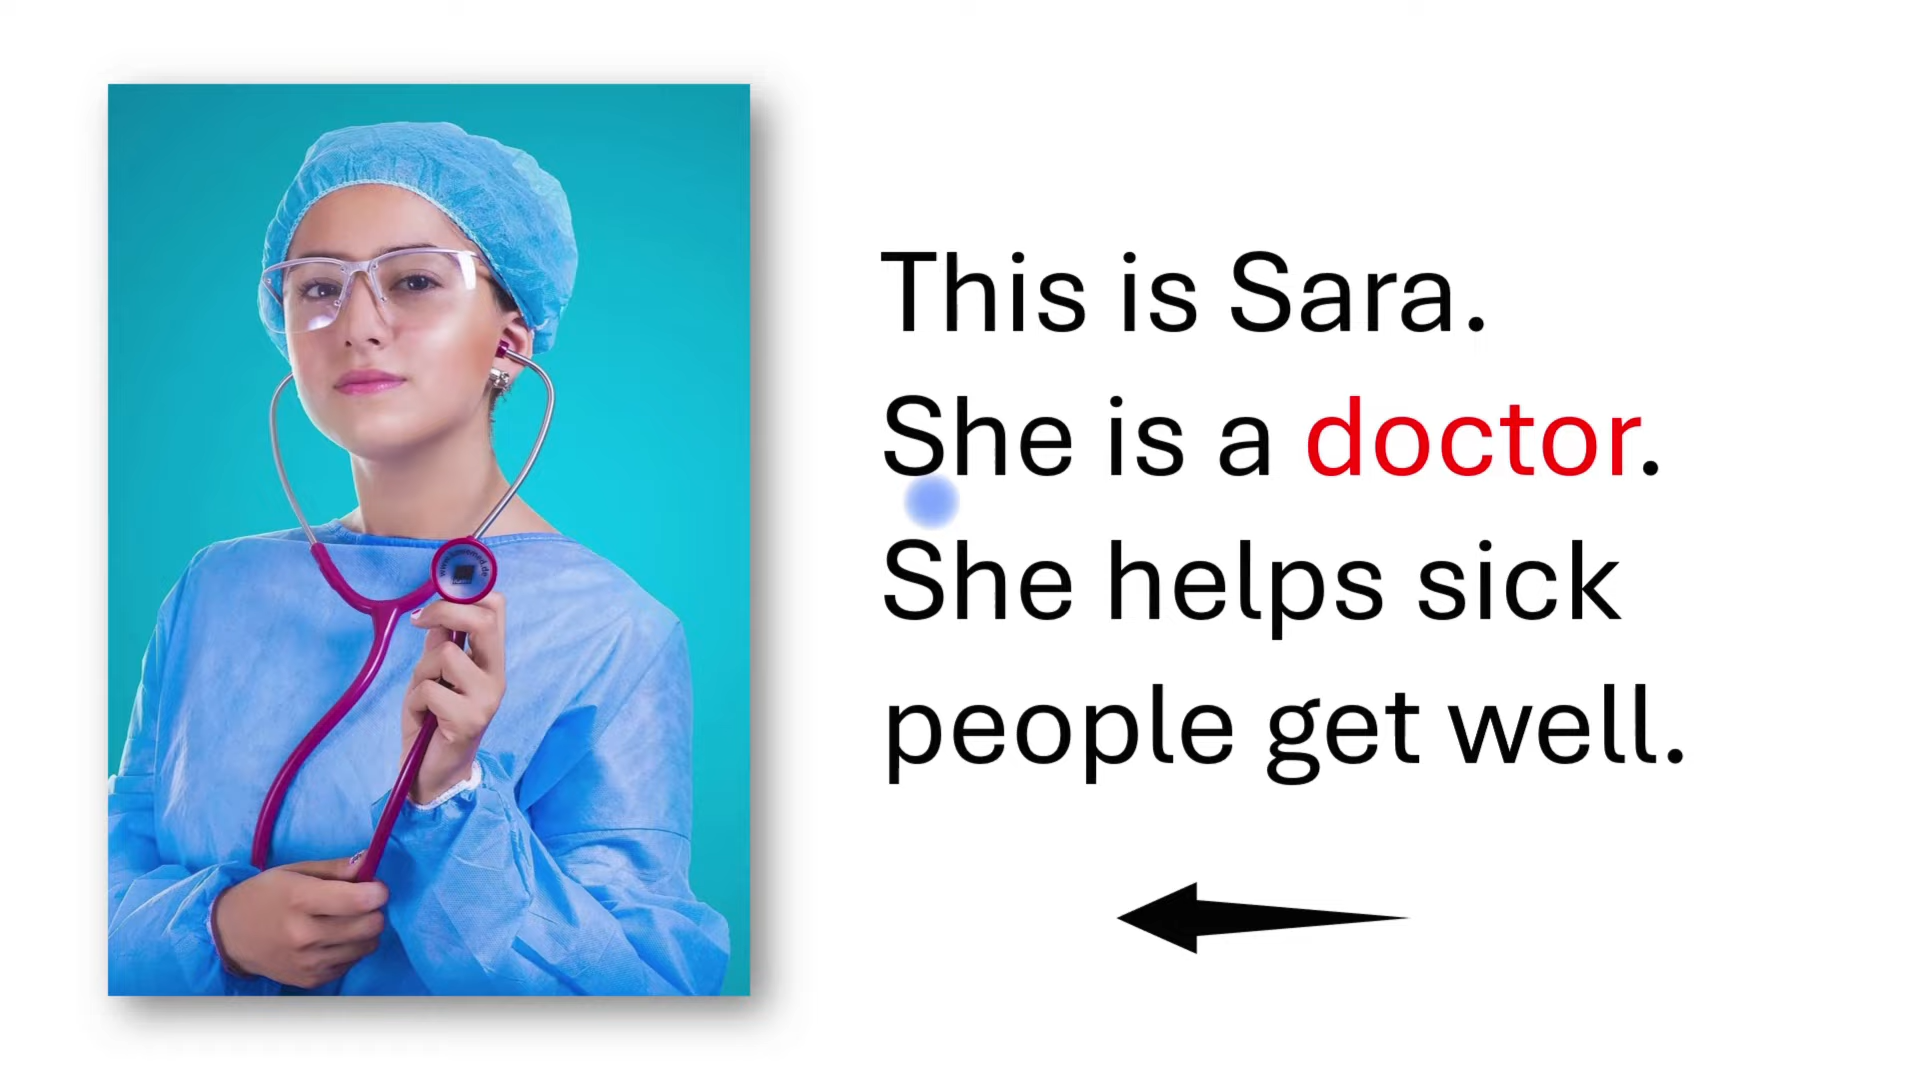 This is Sara.
She is a doctor.
She helps sick
people get well.